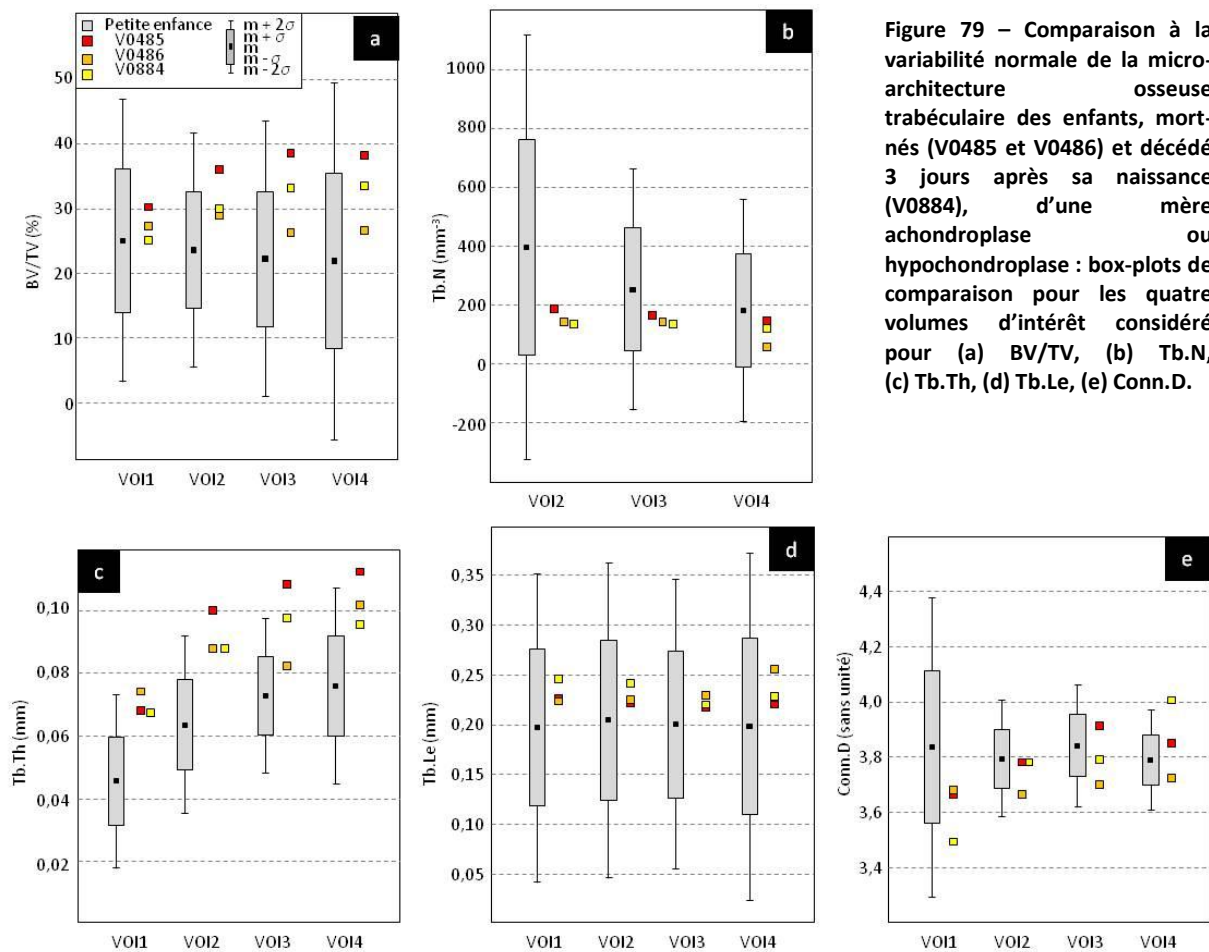 Petite enfance
V0485
V0486
V0884
m + 2σ
m + σ
m
m - σ
m - 2σ
a
50
40
30
20
10
0
BV/TV (%)
VOI1 VOI2 VOI3 VOI4
b
1000
800
600
400
200
0
-200
Tb.N (mm⁻³)
VOI2 VOI3 VOI4
Figure 79 – Comparaison à la
variabilité normale de la micro-
architecture osseuse
trabéculaire des enfants, mort-
nés (V0485 et V0486) et décédé
3 jours après sa naissance
(V0884), d'une mère
achondroplase ou
hypochondroplase : box-plots de
comparaison pour les quatre
volumes d'intérêt considéré
pour (a) BV/TV, (b) Tb.N,
(c) Tb.Th, (d) Tb.Le, (e) Conn.D.
c
0,10
0,08
0,06
0,04
0,02
Tb.Th (mm)
VOI1 VOI2 VOI3 VOI4
d
0,35
0,30
0,25
0,20
0,15
0,10
0,05
Tb.Le (mm)
VOI1 VOI2 VOI3 VOI4
e
4,4
4,2
4,0
3,8
3,6
3,4
Conn.D (sans unité)
VOI1 VOI2 VOI3 VOI4